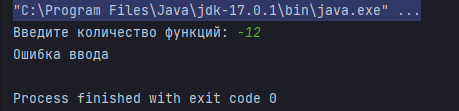 "C:\Program Files\Java\jdk-17.0.1\bin\java.exe" ...
Введите количество функций: -12
Ошибка ввода
Process finished with exit code 0